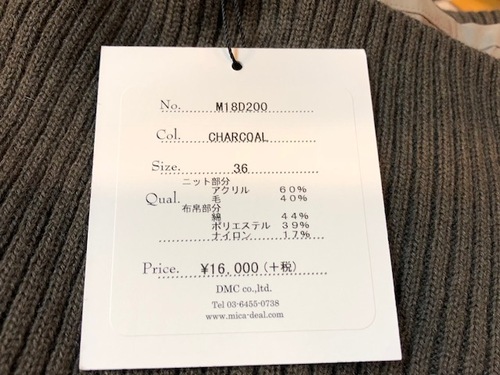 No. M18D200
Col. CHARCOAL
Size. 36
Qual.
ニット部分
アクリル 60%
毛 40%
布帛部分
綿 44%
ポリエステル 39%
ナイロン 17%
Price. ¥16,000(+税)
DMC co.,ltd.
Tel 03-6455-0738
www.mica-deal.com